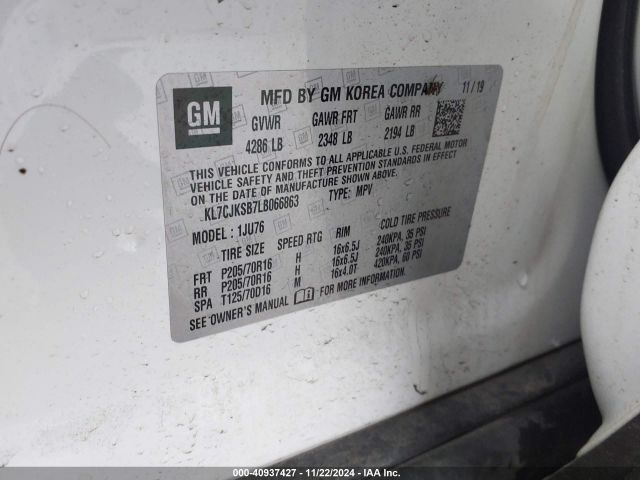 GM
MFD BY GM KOREA COMPANY 11/19
GVWR GAWR FRT GAWR RR
4286 LB 2348 LB 2194 LB
THIS VEHICLE CONFORMS TO ALL APPLICABLE U.S. FEDERAL MOTOR
VEHICLE SAFETY AND THEFT PREVENTION STANDARDS IN EFFECT
ON THE DATE OF MANUFACTURE SHOWN ABOVE.
KL7CJKSB7LB066863 TYPE: MPV
MODEL: 1JU76
TIRE SIZE SPEED RTG RIM COLD TIRE PRESSURE
FRT P205/70R16 H 16x6.5J 240KPA, 35 PSI
RR P205/70R16 H 16x6.5J 240KPA, 35 PSI
SPA T125/70D16 M 16x4.0T 420KPA, 60 PSI
SEE OWNER'S MANUAL FOR MORE INFORMATION.
000-40937427 - 11/22/2024 - IAA Inc.